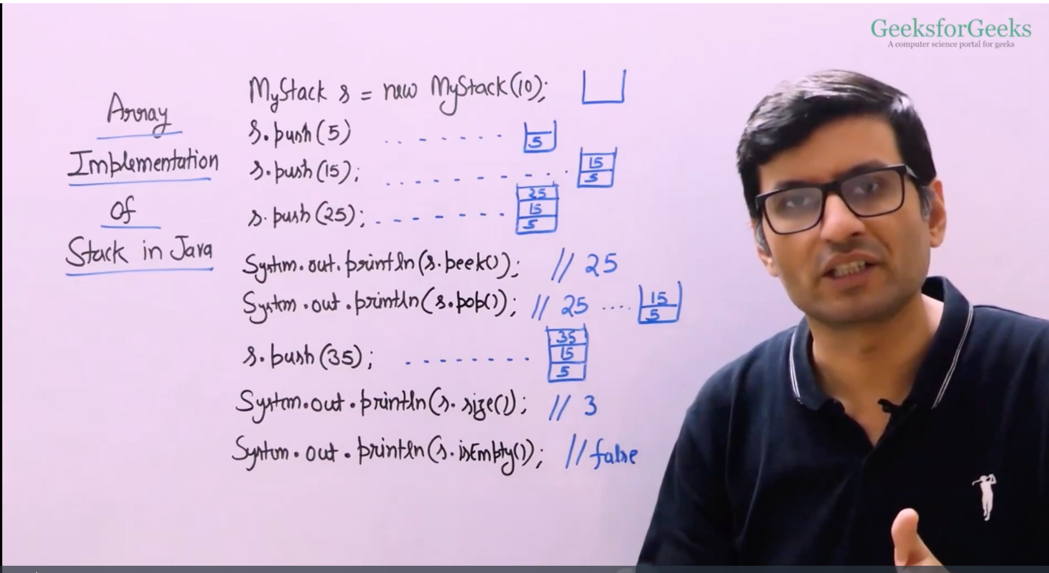 GeeksforGeeks
A computer science portal for geeks
Array
Implementation
of
Stack in Java
MyStack s = new MyStack(10);
s.push(5) ........ 5
s.push(15); .......... 15
5
s.push(25); ........ 25
15
5
System.out.println(s.peek()); // 25
System.out.println(s.pop()); // 25 .... 15
5
s.push(35); ........ 35
15
5
System.out.println(s.size()); // 3
System.out.println(s.isEmpty()); // false